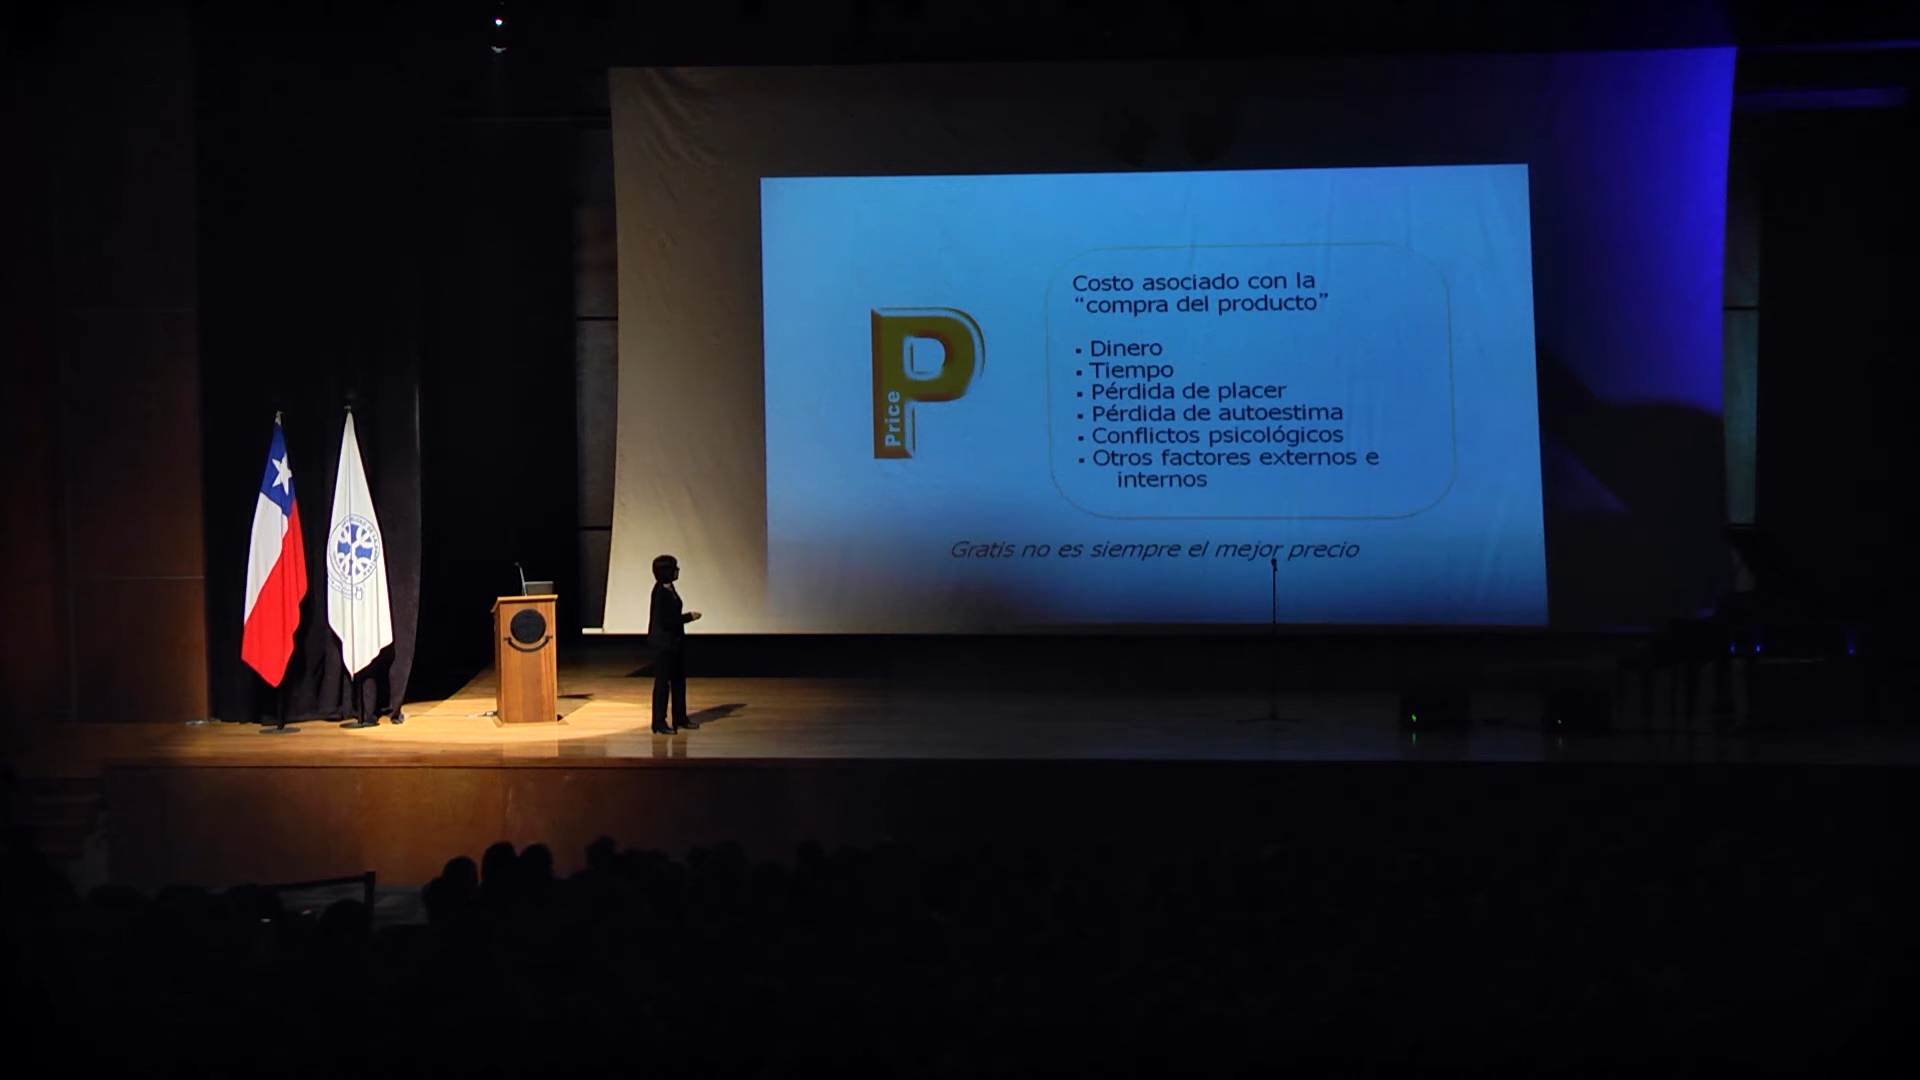 Price
P
Costo asociado con la
“compra del producto”
▪ Dinero
▪ Tiempo
▪ Pérdida de placer
▪ Pérdida de autoestima
▪ Conflictos psicológicos
▪ Otros factores externos e
internos
Gratis no es siempre el mejor precio